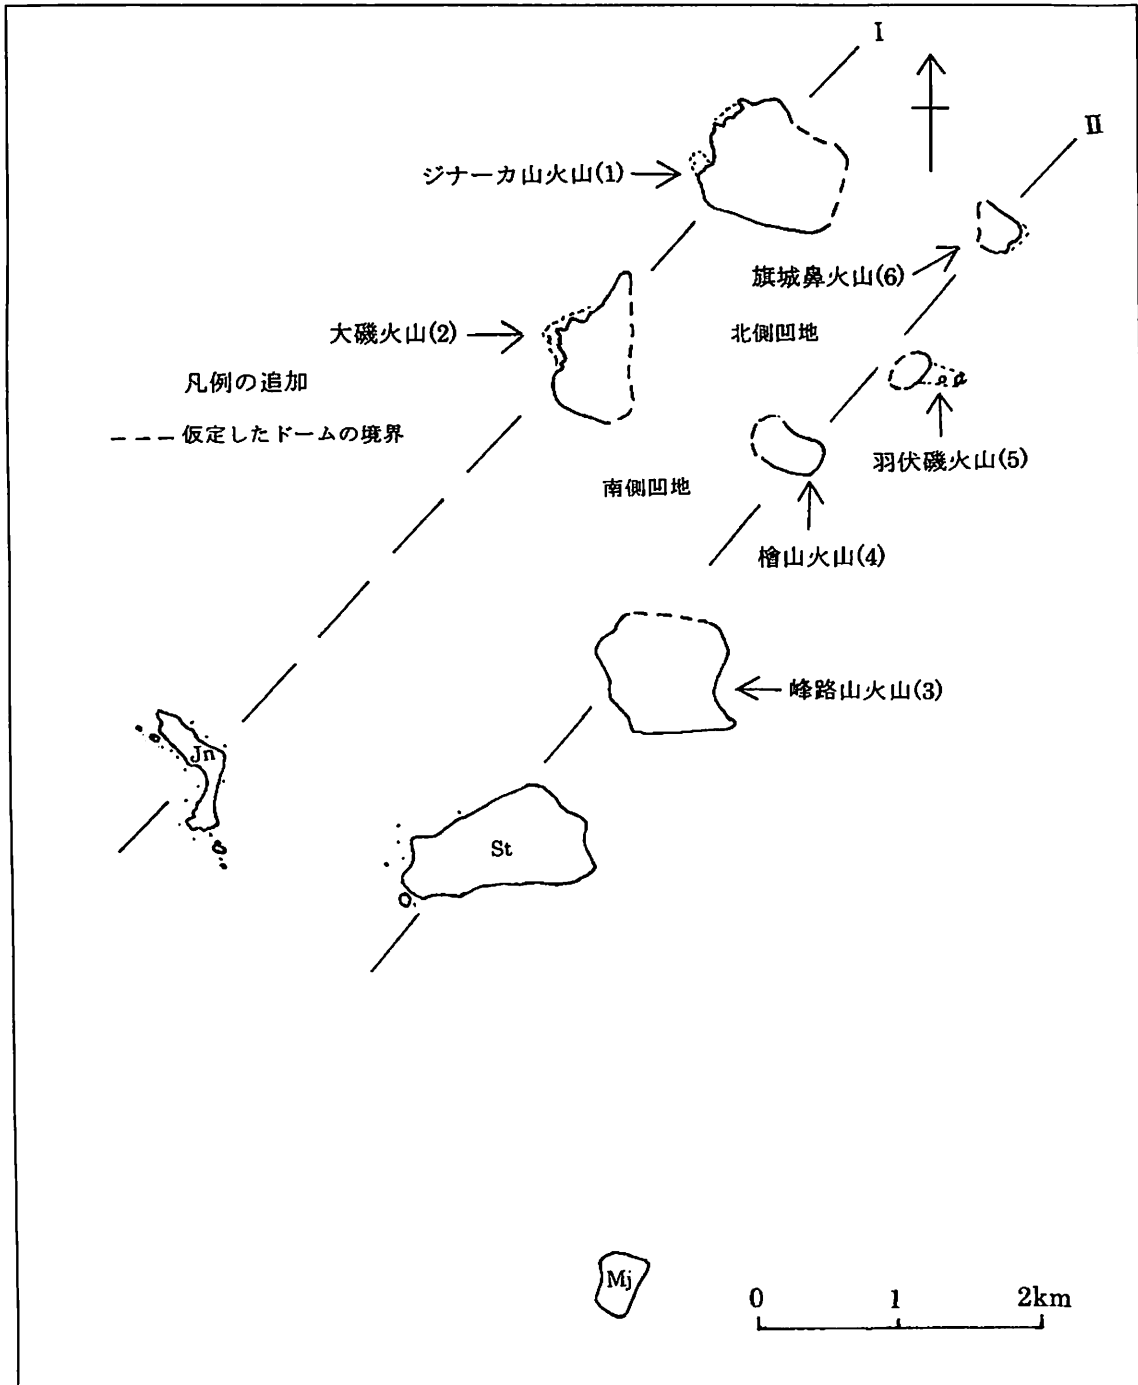 I
II
ジナーカ山火山(1)
旗城鼻火山(6)
大磯火山(2)
北側凹地
凡例の追加
--- 仮定したドームの境界
羽伏磯火山(5)
南側凹地
檜山火山(4)
峰路山火山(3)
Jn
St
Mj
0 1 2km